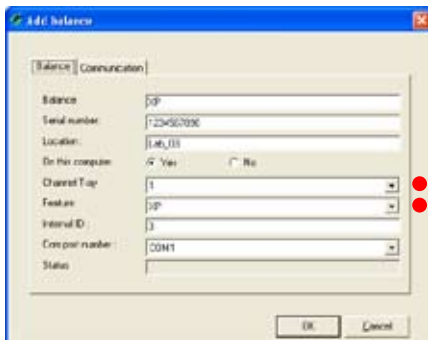 Add balance
Balance Communication
Balance XP
Serial number: 1234567890
Location: Lab_03
On this computer Yes No
Channel Tray 1
Feature XP
Internal ID: 3
Com port number: COM1
Status
OK Cancel